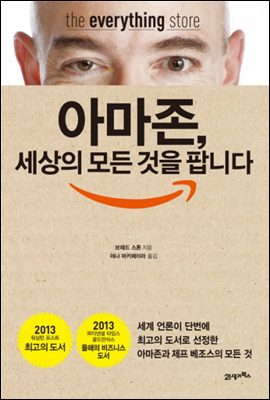 the everything store
아마존,
세상의 모든 것을 팝니다
브래드 스톤 지음
야나 마키에이라 옮김
2013
워싱턴 포스트
최고의 도서
2013
파이낸셜 타임스
골드만삭스
올해의 비즈니스
도서
세계 언론이 단번에
최고의 도서로 선정한
아마존과 제프 베조스의 모든 것
21세기북스